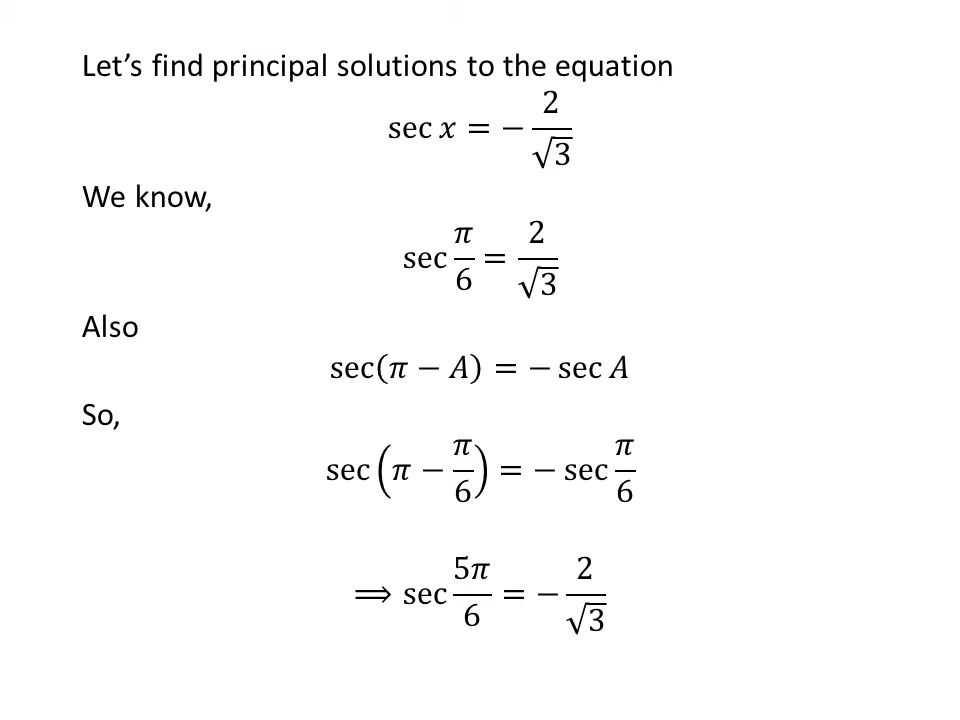 Let’s find principal solutions to the equation
sec 𝑥 = − 2/√3
We know,
sec 𝜋/6 = 2/√3
Also
sec(𝜋 − 𝐴) = − sec 𝐴
So,
sec (𝜋 − 𝜋/6) = − sec 𝜋/6
⟹ sec 5𝜋/6 = − 2/√3